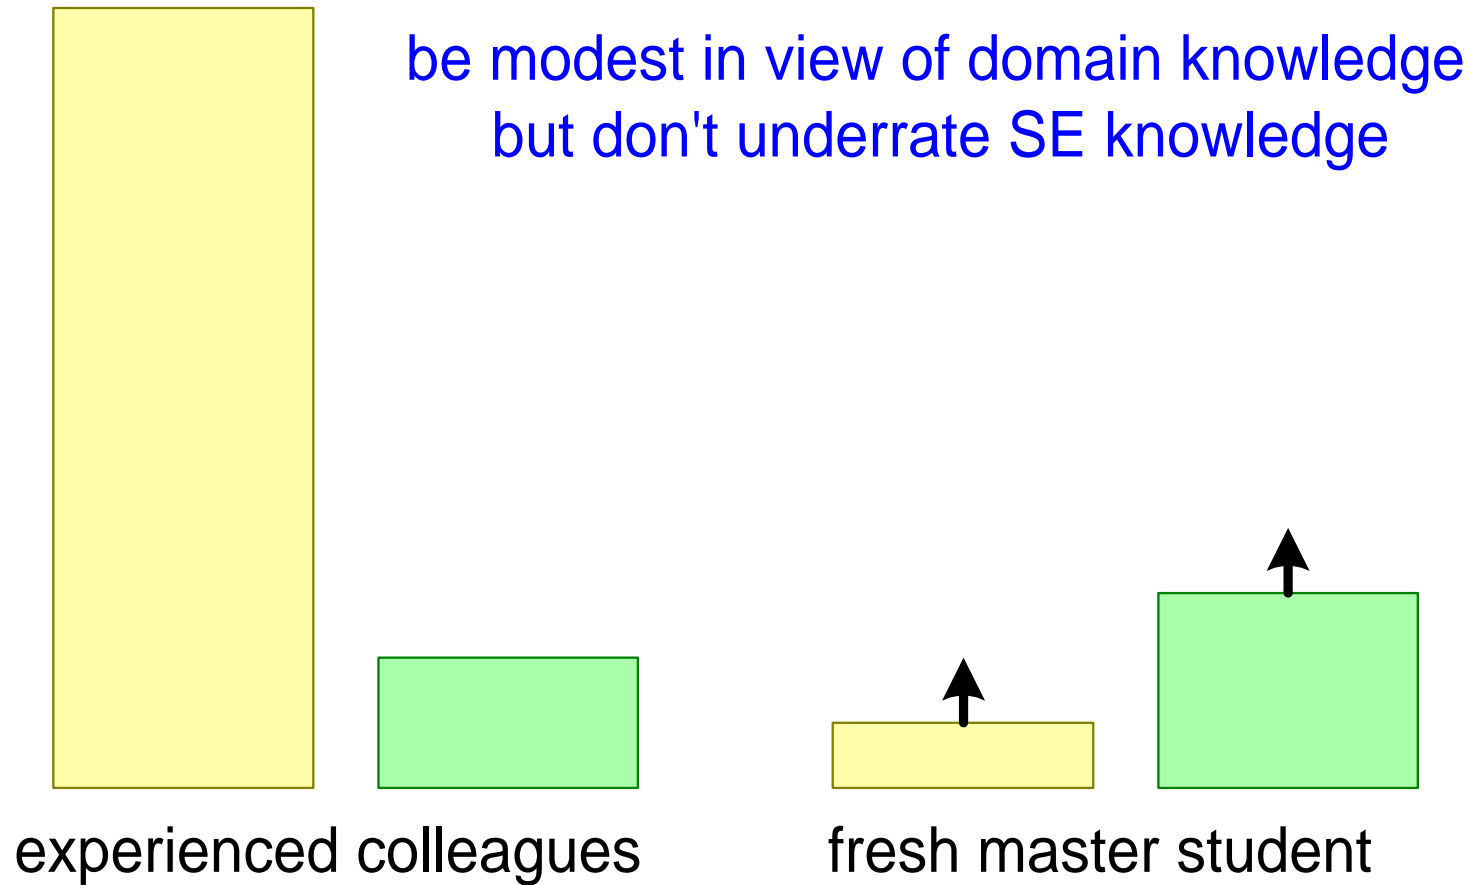 be modest in view of domain knowledge
but don't underrate SE knowledge
experienced colleagues
fresh master student